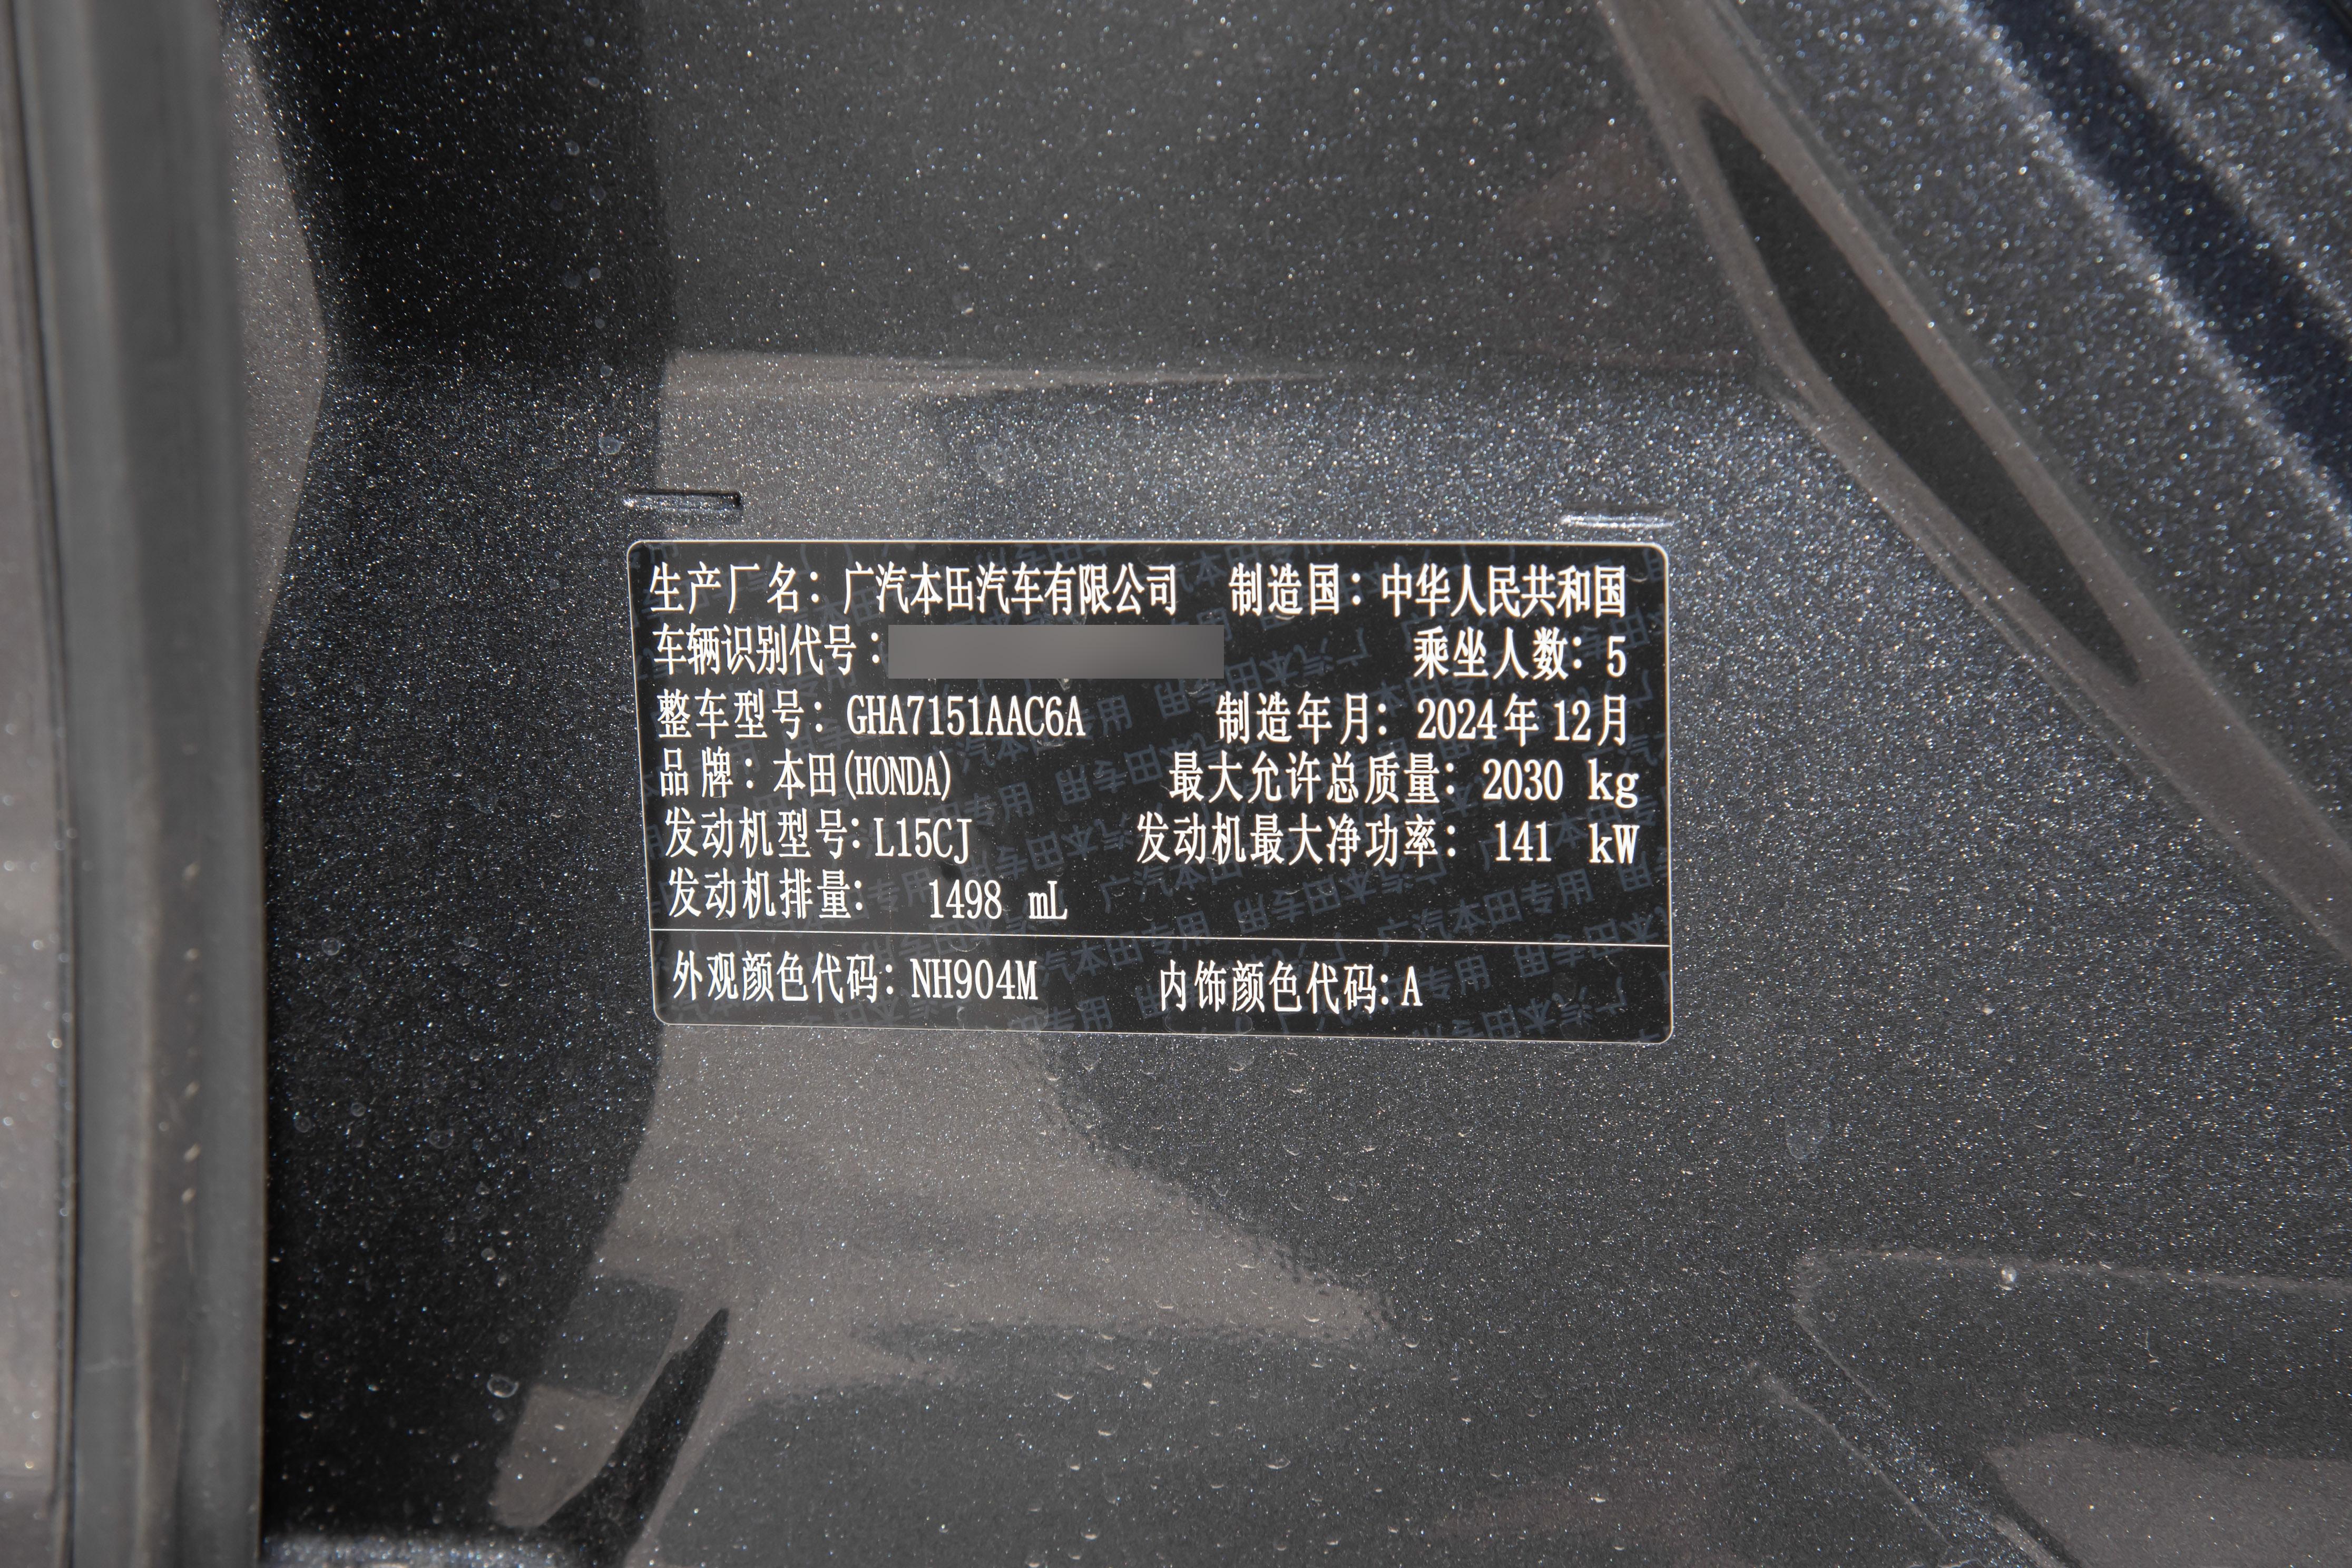 生产厂名：广汽本田汽车有限公司 制造国：中华人民共和国
车辆识别代号： 乘坐人数：5
整车型号：GHA7151AAC6A 制造年月：2024年12月
品牌：本田(HONDA) 最大允许总质量：2030 kg
发动机型号：L15CJ 发动机最大净功率：141 kW
发动机排量： 1498 mL
外观颜色代码：NH904M 内饰颜色代码：A